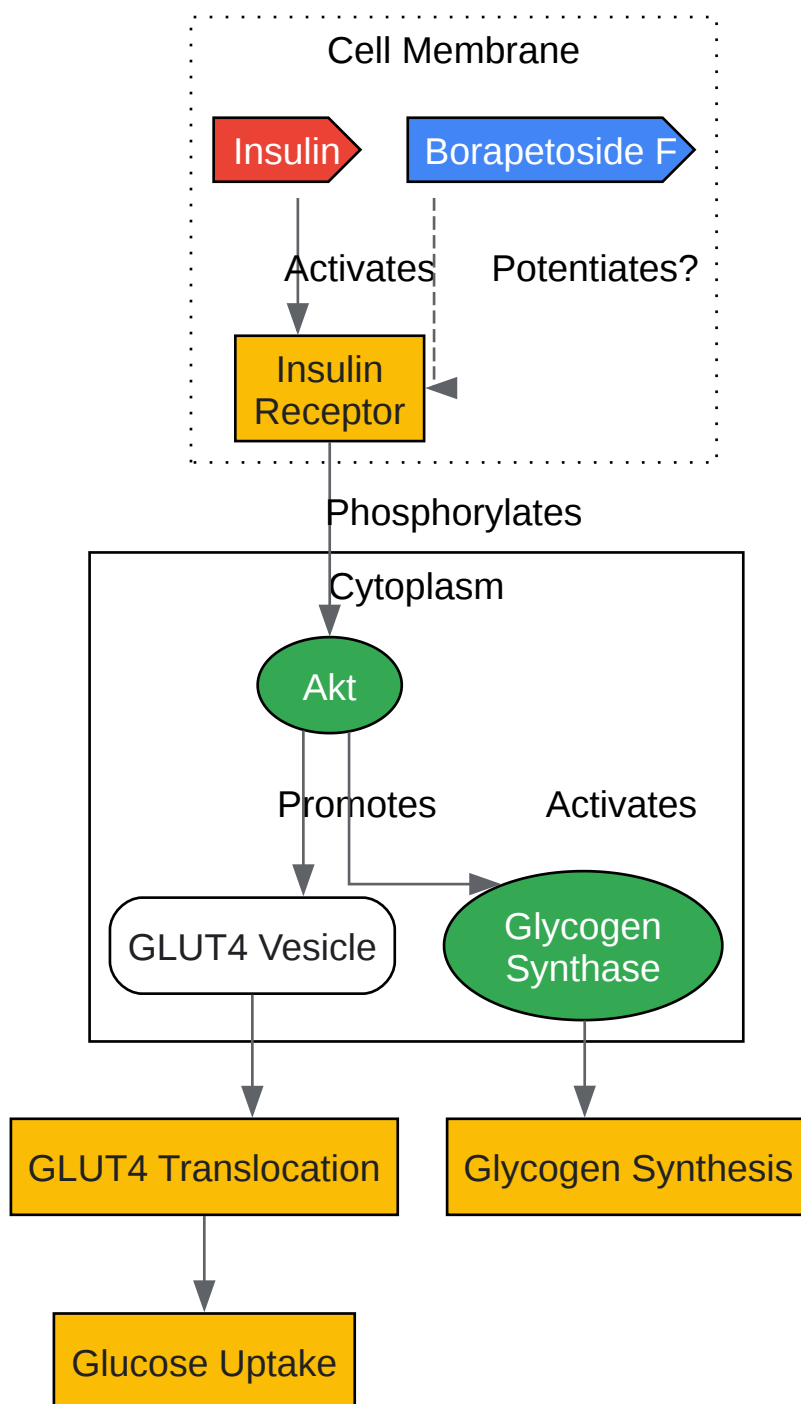 Cell Membrane
Insulin
Borapetoside F
Activates
Potentiates?
Insulin
Receptor
Phosphorylates
Cytoplasm
Akt
Promotes
Activates
GLUT4 Vesicle
Glycogen
Synthase
GLUT4 Translocation
Glycogen Synthesis
Glucose Uptake